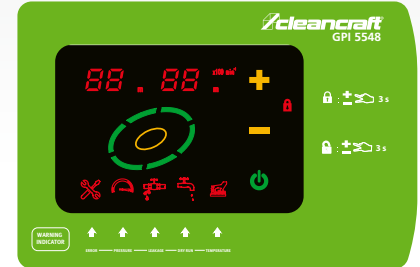 cleancraft
GPI 5548
88. 88.
: 3 s
: 3 s
WARNING
INDICATOR
ERROR PRESSURE LEAKAGE DRY RUN TEMPERATURE